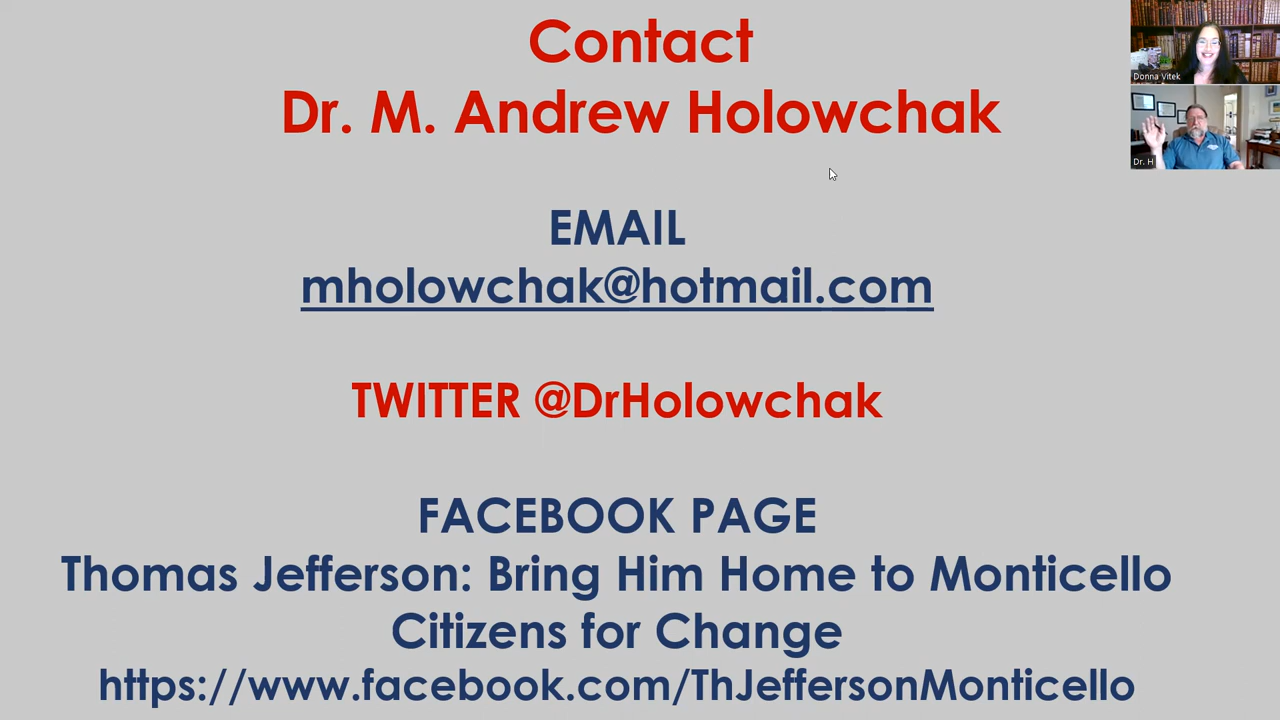 Contact
Dr. M. Andrew Holowchak
Donna Vitek
Dr. H
EMAIL
mholowchak@hotmail.com
TWITTER @DrHolowchak
FACEBOOK PAGE
Thomas Jefferson: Bring Him Home to Monticello
Citizens for Change
https://www.facebook.com/ThJeffersonMonticello